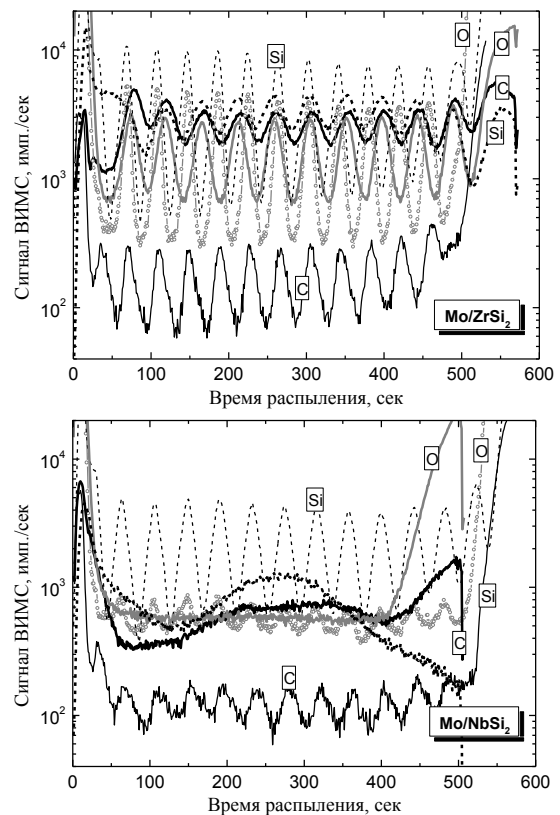 10⁴
O
O
Si
C
Si
10³
Сигнал ВИМС, имп./сек
10²
C
Mo/ZrSi₂
0 100 200 300 400 500 600
Время распыления, сек
10⁴
O
O
Si
Si
10³
Сигнал ВИМС, имп./сек
C
C
10²
Mo/NbSi₂
0 100 200 300 400 500 600
Время распыления, сек